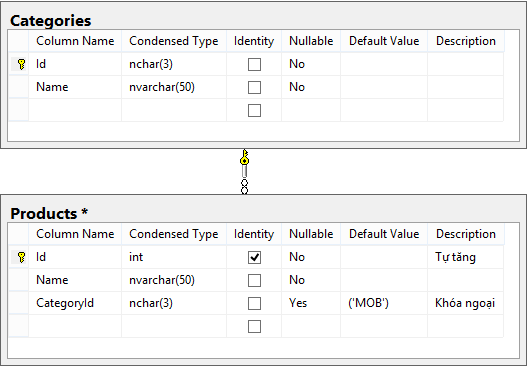 Categories
Column Name Condensed Type Identity Nullable Default Value Description
Id nchar(3) No
Name nvarchar(50) No
Products *
Column Name Condensed Type Identity Nullable Default Value Description
Id int No Tự tăng
Name nvarchar(50) No
CategoryId nchar(3) Yes ('MOB') Khóa ngoại